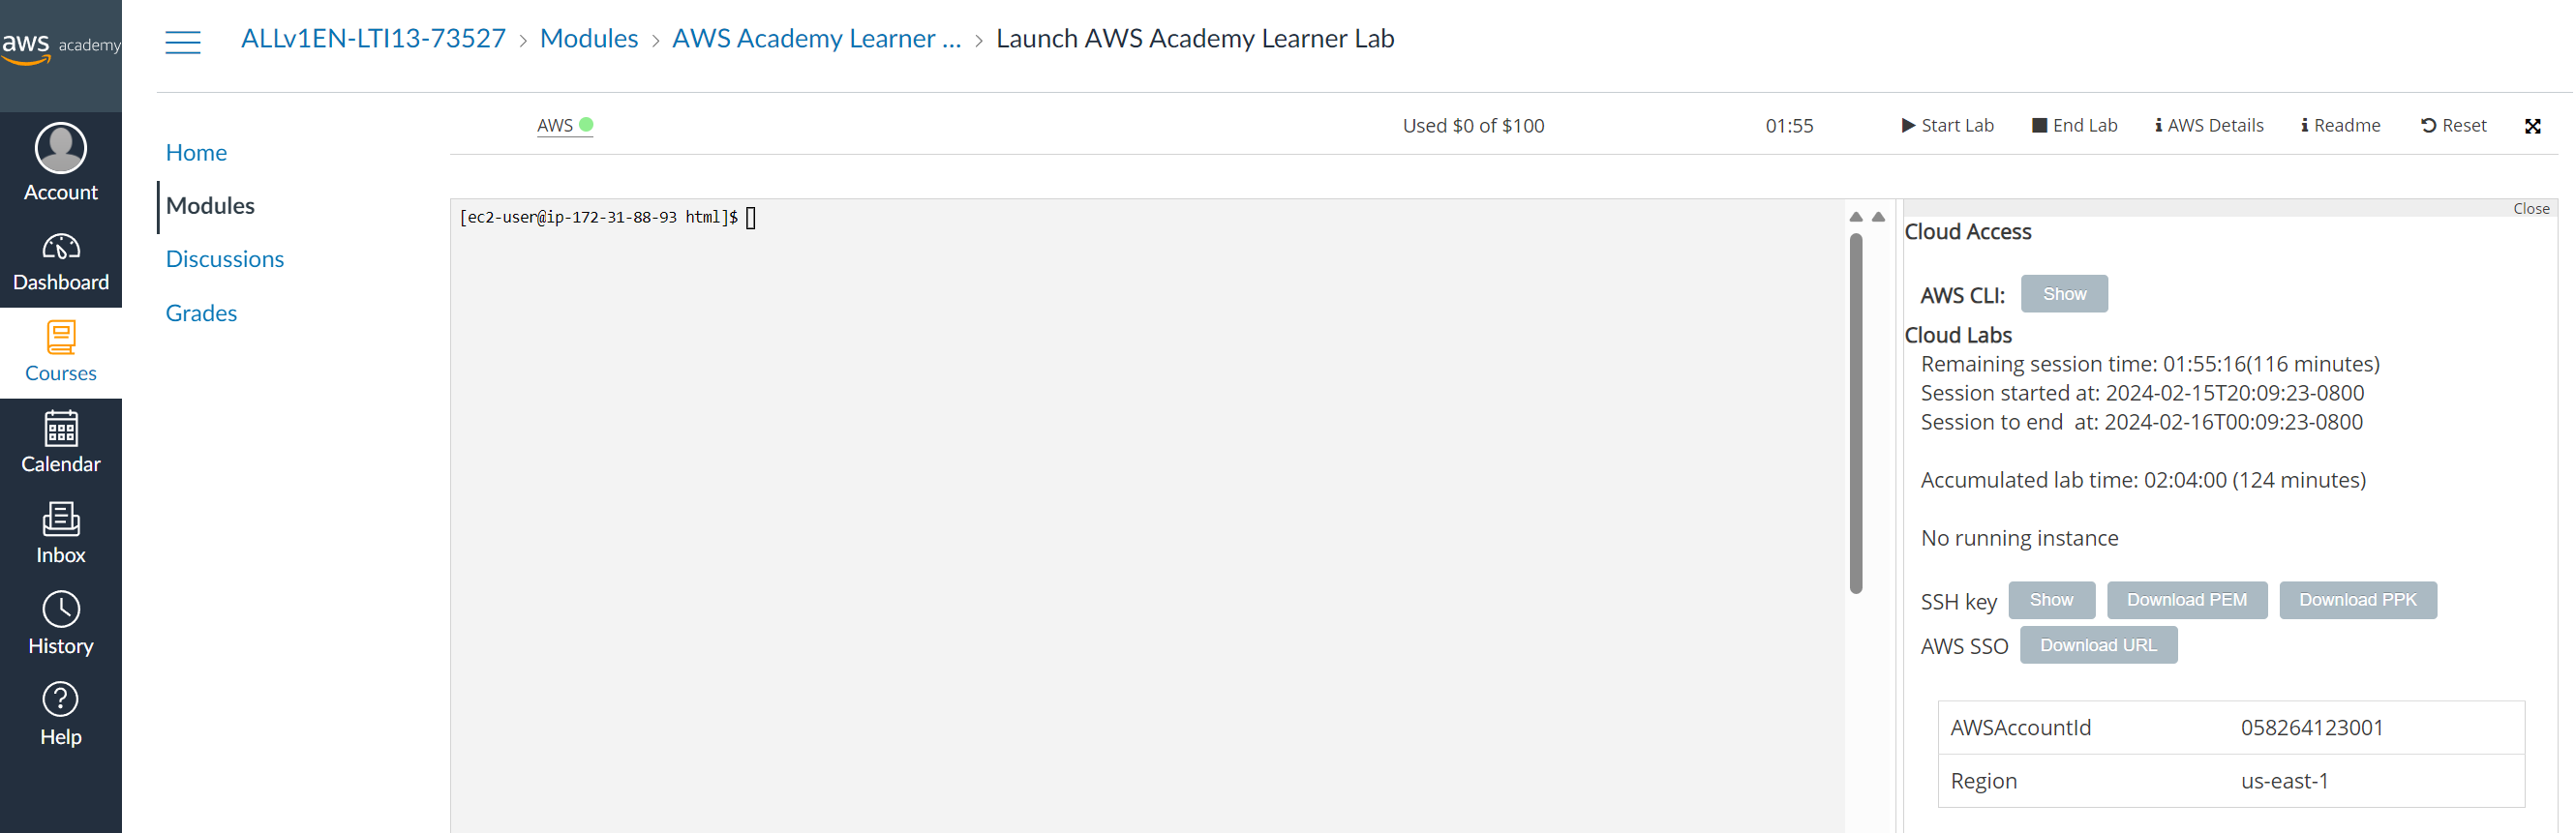 aws academy
ALLv1EN-LTI13-73527 > Modules > AWS Academy Learner ... > Launch AWS Academy Learner Lab
Account
Dashboard
Courses
Calendar
Inbox
History
Help
Home
Modules
Discussions
Grades
AWS
Used $0 of $100
01:55
Start Lab
End Lab
AWS Details
Readme
Reset
[ec2-user@ip-172-31-88-93 html]$
Close
Cloud Access
AWS CLI: Show
Cloud Labs
Remaining session time: 01:55:16(116 minutes)
Session started at: 2024-02-15T20:09:23-0800
Session to end at: 2024-02-16T00:09:23-0800
Accumulated lab time: 02:04:00 (124 minutes)
No running instance
SSH key Show Download PEM Download PPK
AWS SSO Download URL
AWSAccountId 058264123001
Region us-east-1